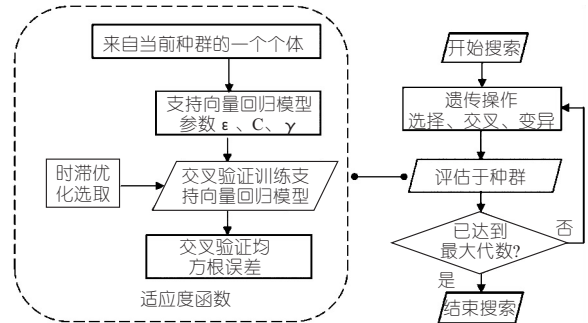 来自当前种群的一个个体
支持向量回归模型
参数 ε 、C、 γ
时滞优
化选取
交叉验证训练支
持向量回归模型
交叉验证均
方根误差
适应度函数
开始搜索
遗传操作
选择、交叉、变异
评估于种群
已达到
最大代数?
否
是
结束搜索